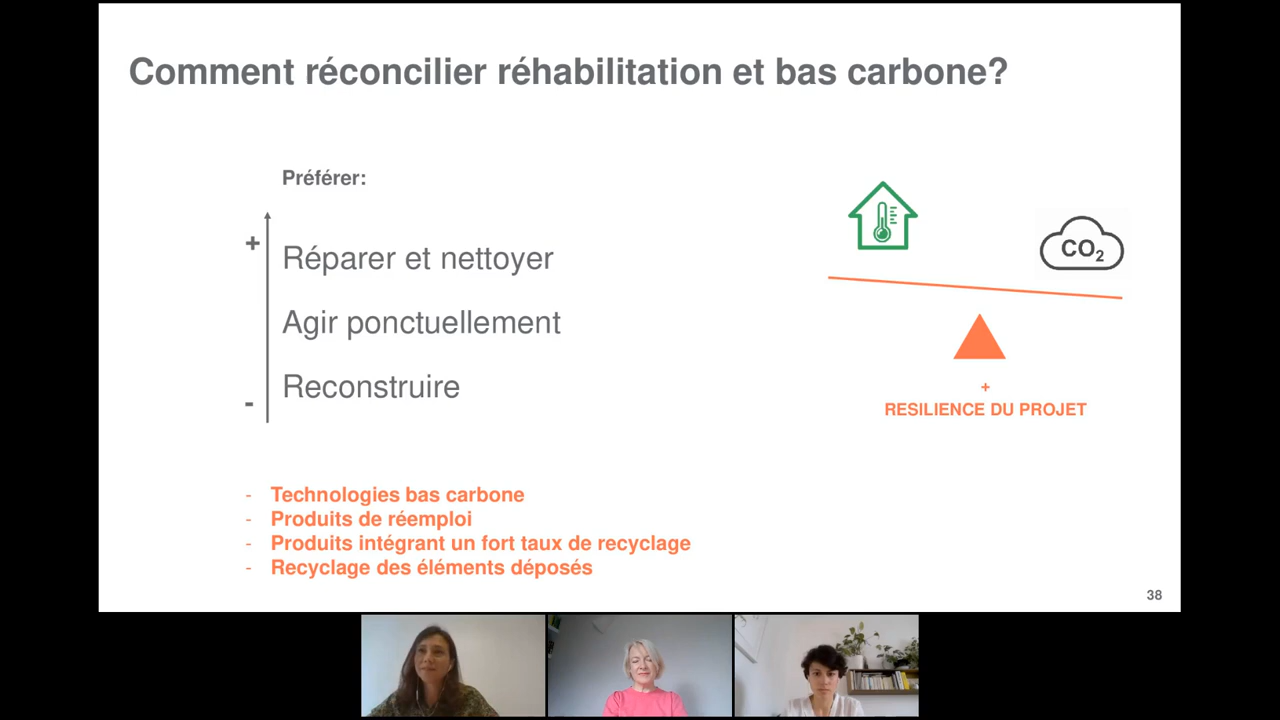 Comment réconcilier réhabilitation et bas carbone?
Préférer:
+
Réparer et nettoyer
Agir ponctuellement
Reconstruire
-
CO₂
+
RESILIENCE DU PROJET
- Technologies bas carbone
- Produits de réemploi
- Produits intégrant un fort taux de recyclage
- Recyclage des éléments déposés
38